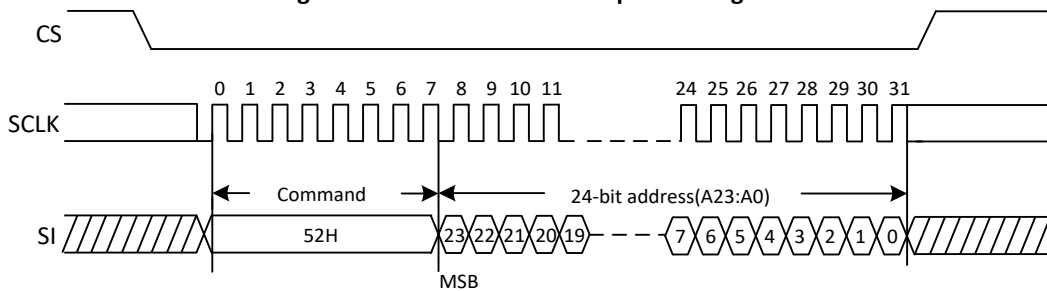 CS
0 1 2 3 4 5 6 7 8 9 10 11 24 25 26 27 28 29 30 31
SCLK
Command 24-bit address(A23:A0)
SI 52H 23 22 21 20 19 7 6 5 4 3 2 1 0
MSB